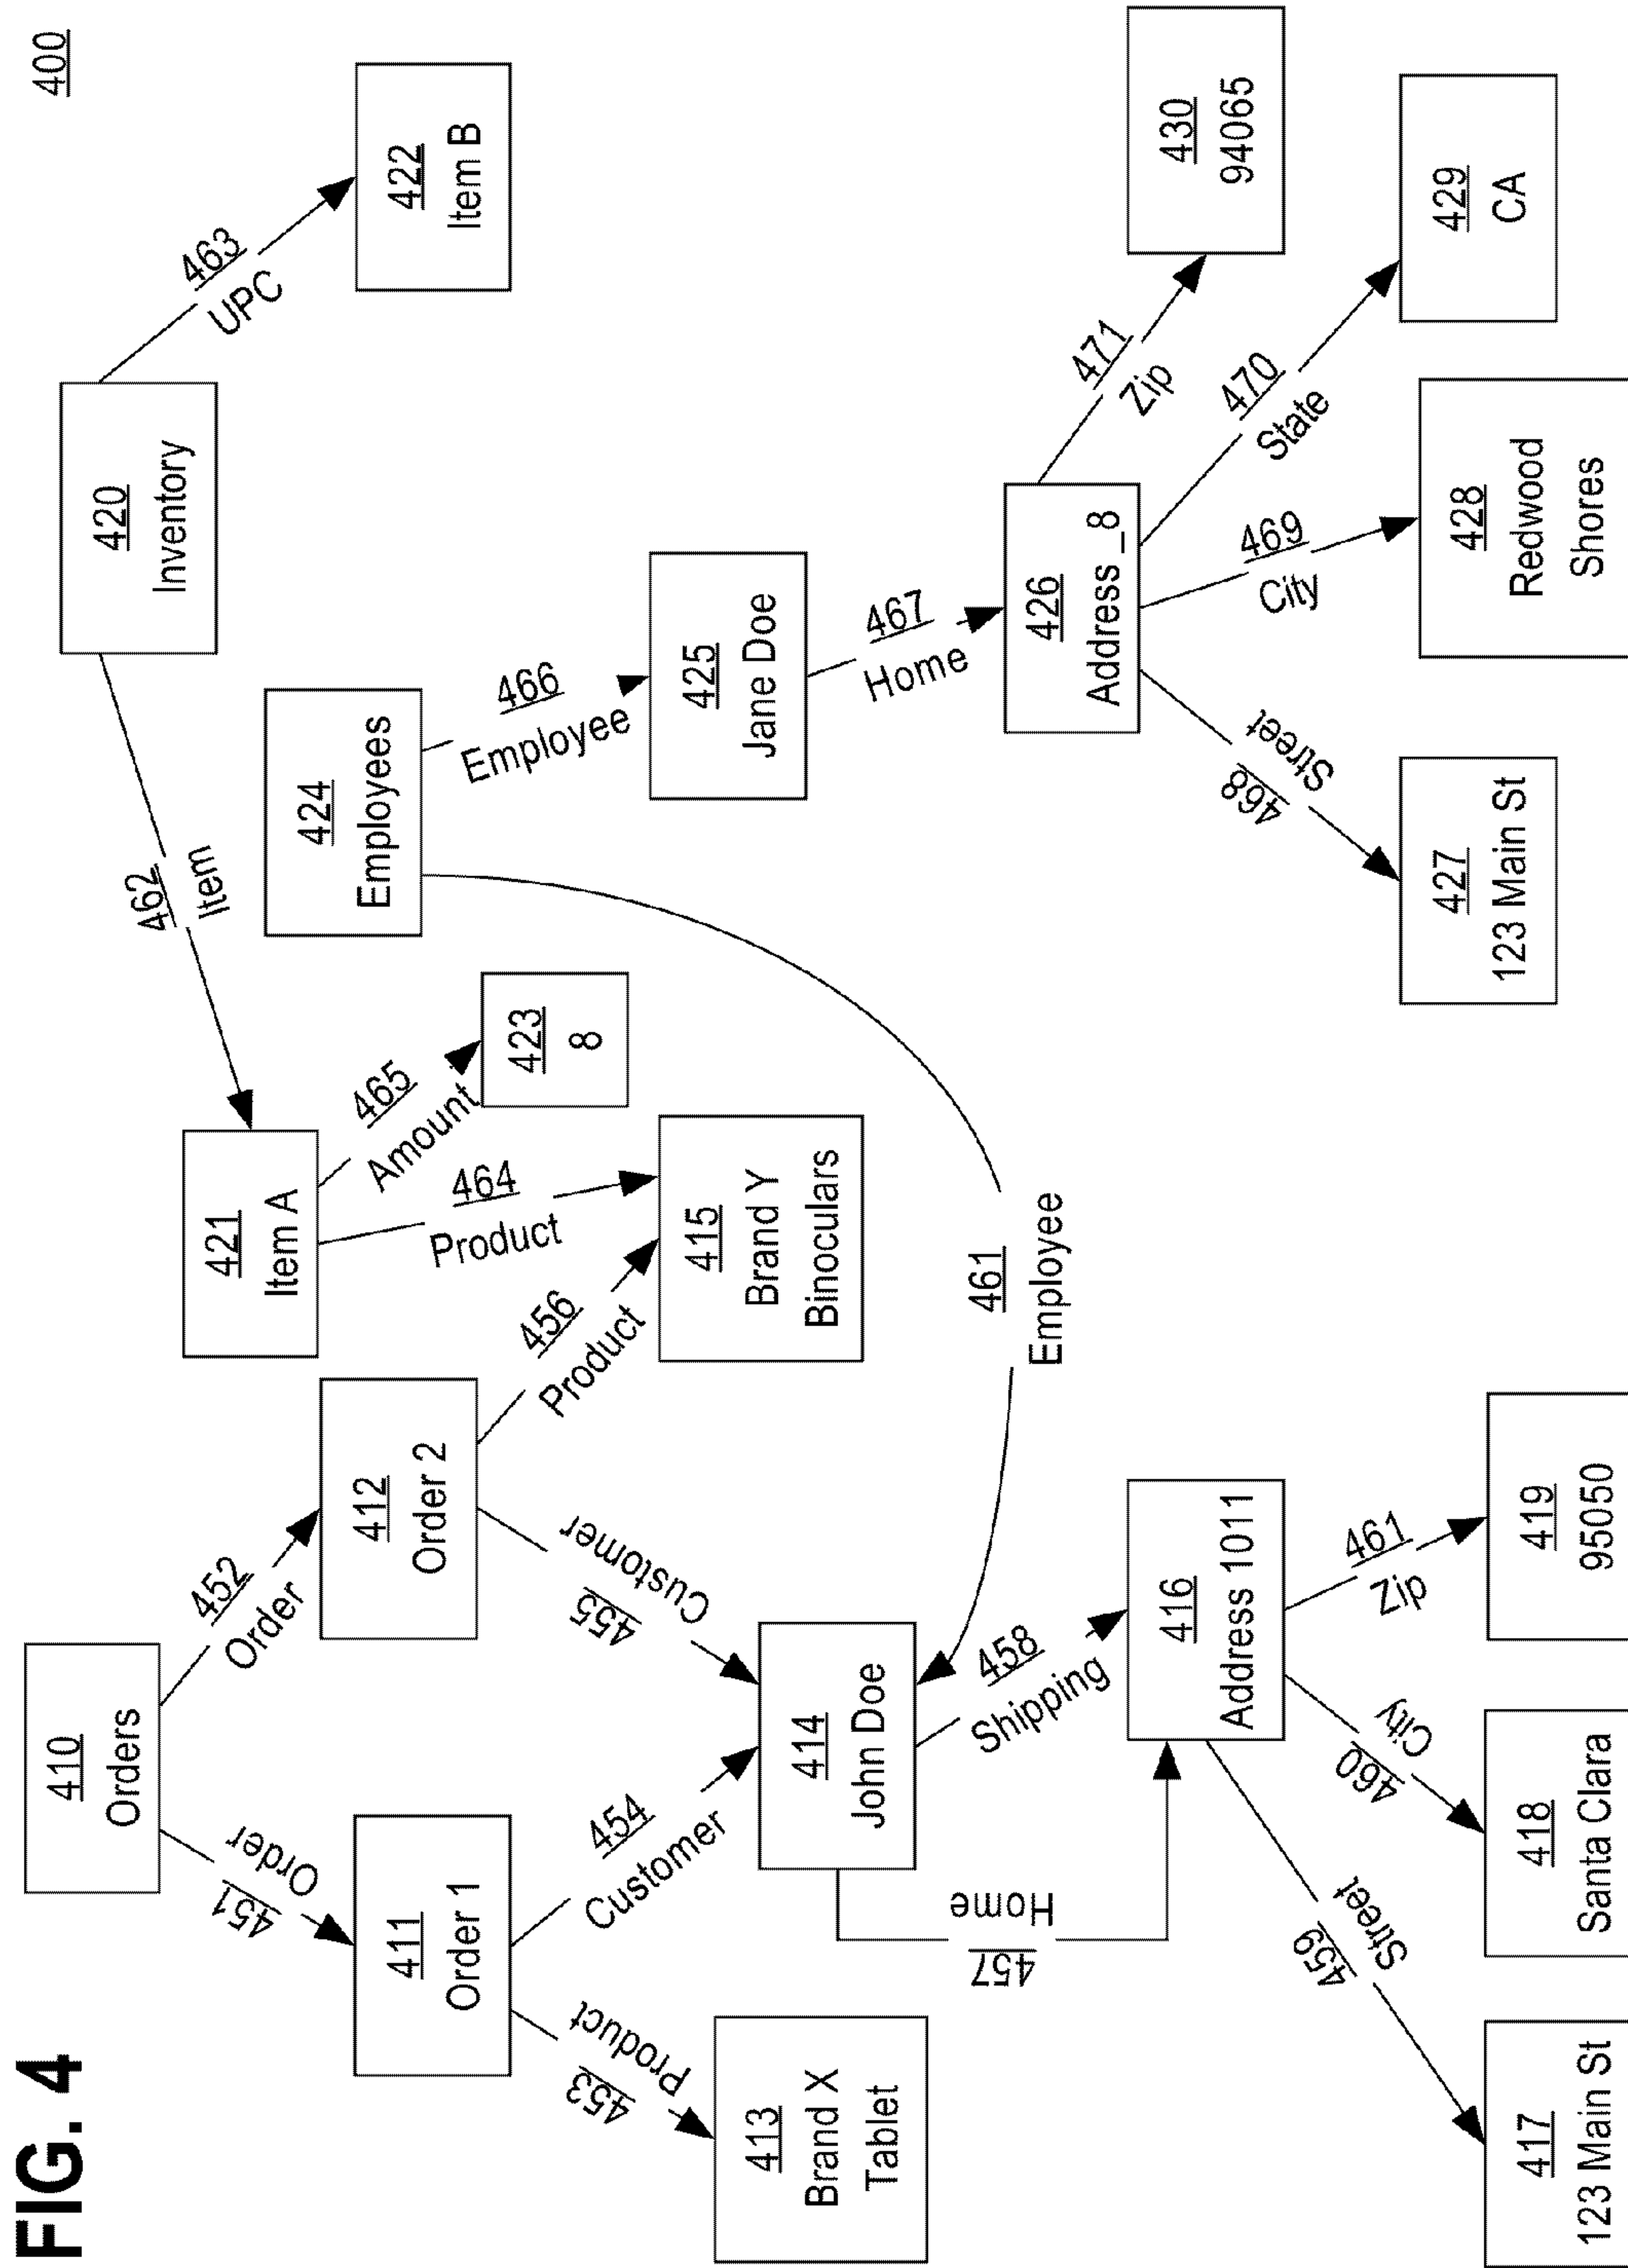 FIG. 4
400
410
Orders
451
Order
452
Order
411
Order 1
412
Order 2
453
Product
454
Customer
455
Customer
456
Product
413
Brand X
Tablet
414
John Doe
415
Brand Y
Binoculars
457
Home
458
Shipping
416
Address 1011
459
Street
460
City
461
Zip
417
123 Main St
418
Santa Clara
419
95050
420
Inventory
462
Item
463
UPC
421
Item A
422
Item B
464
Product
465
Amount
423
8
424
Employees
461
Employee
466
Employee
425
Jane Doe
467
Home
426
Address_8
468
Street
469
City
470
State
471
Zip
427
123 Main St
428
Redwood
Shores
429
CA
430
94065